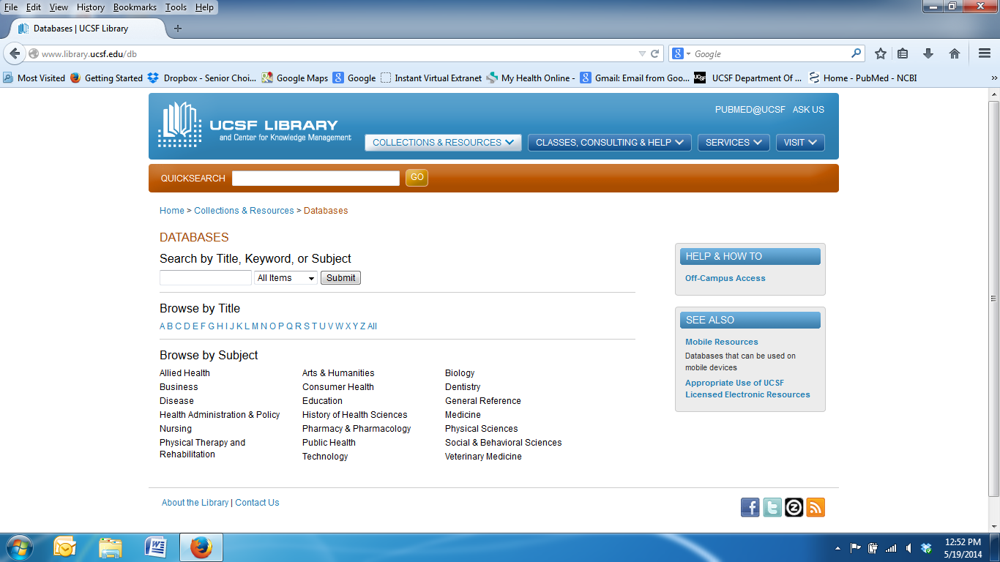 File Edit View History Bookmarks Tools Help
Databases | UCSF Library
www.library.ucsf.edu/db
Google
Most Visited Getting Started Dropbox - Senior Choi... Google Maps Google Instant Virtual Extranet My Health Online - Gmail: Email from Goo... UCSF Department Of ... Home - PubMed - NCBI
PUBMED@UCSF ASK US
UCSF LIBRARY
and Center for Knowledge Management
COLLECTIONS & RESOURCES CLASSES, CONSULTING & HELP SERVICES VISIT
QUICKSEARCH GO
Home > Collections & Resources > Databases
DATABASES
Search by Title, Keyword, or Subject
All Items Submit
Browse by Title
A B C D E F G H I J K L M N O P Q R S T U V W X Y Z All
Browse by Subject
Allied Health Arts & Humanities Biology
Business Consumer Health Dentistry
Disease Education General Reference
Health Administration & Policy History of Health Sciences Medicine
Nursing Pharmacy & Pharmacology Physical Sciences
Physical Therapy and Public Health Social & Behavioral Sciences
Rehabilitation Technology Veterinary Medicine
HELP & HOW TO
Off-Campus Access
SEE ALSO
Mobile Resources
Databases that can be used on
mobile devices
Appropriate Use of UCSF
Licensed Electronic Resources
About the Library | Contact Us
12:52 PM
5/19/2014